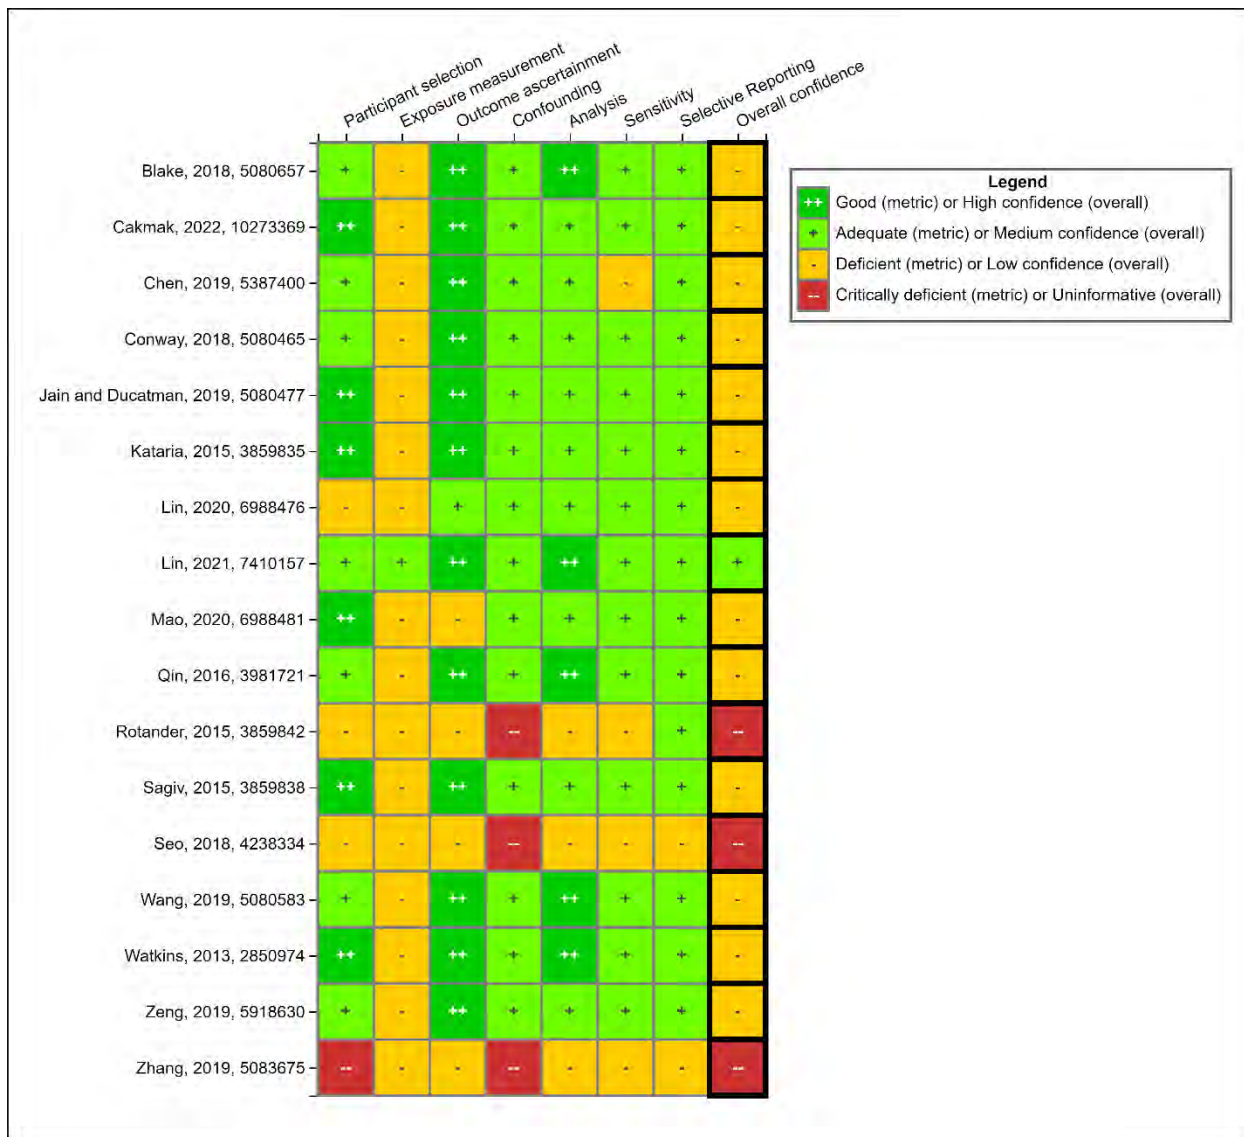 Participant selection
Exposure measurement
Outcome ascertainment
Confounding
Analysis
Sensitivity
Selective Reporting
Overall confidence
Blake, 2018, 5080657 + - ++ + ++ + + -
Cakmak, 2022, 10273369 ++ - ++ + + + + -
Chen, 2019, 5387400 + - ++ + + - + -
Conway, 2018, 5080465 + - ++ + + + + -
Jain and Ducatman, 2019, 5080477 ++ - ++ + + + + -
Kataria, 2015, 3859835 ++ - ++ + + + + -
Lin, 2020, 6988476 - - + + + + + -
Lin, 2021, 7410157 + + ++ + ++ + + +
Mao, 2020, 6988481 ++ - - + + + + -
Qin, 2016, 3981721 + - ++ + ++ + + -
Rotander, 2015, 3859842 - - - -- - - + --
Sagiv, 2015, 3859838 ++ - ++ + + + + -
Seo, 2018, 4238334 - - - -- - - - --
Wang, 2019, 5080583 + - ++ + ++ + + -
Watkins, 2013, 2850974 ++ - ++ + ++ + + -
Zeng, 2019, 5918630 + - ++ + + + + -
Zhang, 2019, 5083675 -- - - -- - - - --
Legend
++ Good (metric) or High confidence (overall)
+ Adequate (metric) or Medium confidence (overall)
- Deficient (metric) or Low confidence (overall)
-- Critically deficient (metric) or Uninformative (overall)